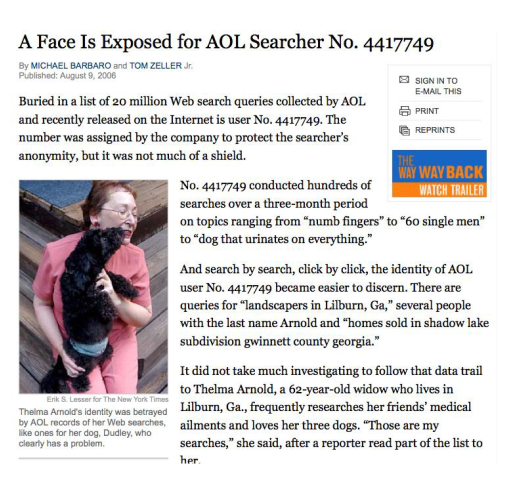 A Face Is Exposed for AOL Searcher No. 4417749
By MICHAEL BARBARO and TOM ZELLER Jr.
Published: August 9, 2006
SIGN IN TO
E-MAIL THIS
PRINT
REPRINTS
THE
WAY WAY BACK
WATCH TRAILER
Buried in a list of 20 million Web search queries collected by AOL
and recently released on the Internet is user No. 4417749. The
number was assigned by the company to protect the searcher’s
anonymity, but it was not much of a shield.
No. 4417749 conducted hundreds of
searches over a three-month period
on topics ranging from “numb fingers” to “60 single men”
to “dog that urinates on everything.”
And search by search, click by click, the identity of AOL
user No. 4417749 became easier to discern. There are
queries for “landscapers in Lilburn, Ga,” several people
with the last name Arnold and “homes sold in shadow lake
subdivision gwinnett county georgia.”
It did not take much investigating to follow that data trail
to Thelma Arnold, a 62-year-old widow who lives in
Lilburn, Ga., frequently researches her friends’ medical
ailments and loves her three dogs. “Those are my
searches,” she said, after a reporter read part of the list to
her.
Erik S. Lesser for The New York Times
Thelma Arnold's identity was betrayed
by AOL records of her Web searches,
like ones for her dog, Dudley, who
clearly has a problem.